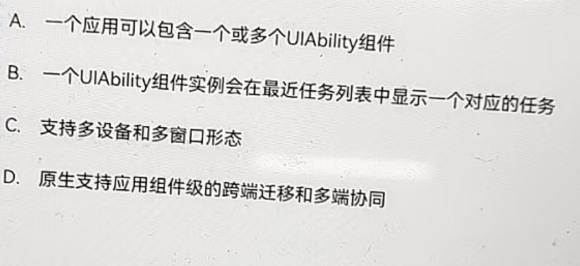 A. 一个应用可以包含一个或多个UIAbility组件
B. 一个UIAbility组件实例会在最近任务列表中显示一个对应的任务
C. 支持多设备和多窗口形态
D. 原生支持应用组件级的跨端迁移和多端协同